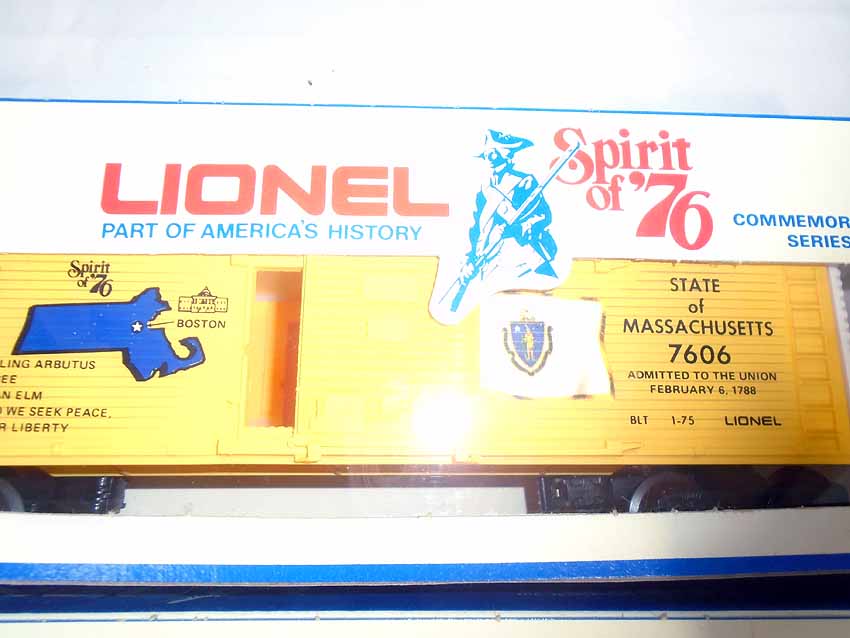 LIONEL
PART OF AMERICA'S HISTORY
Spirit
of '76
COMMEMOR
SERIES
Spirit
of '76
BOSTON
LING ARBUTUS
EE
N ELM
WE SEEK PEACE,
R LIBERTY
STATE
of
MASSACHUSETTS
7606
ADMITTED TO THE UNION
FEBRUARY 6, 1788
BLT 1-75 LIONEL